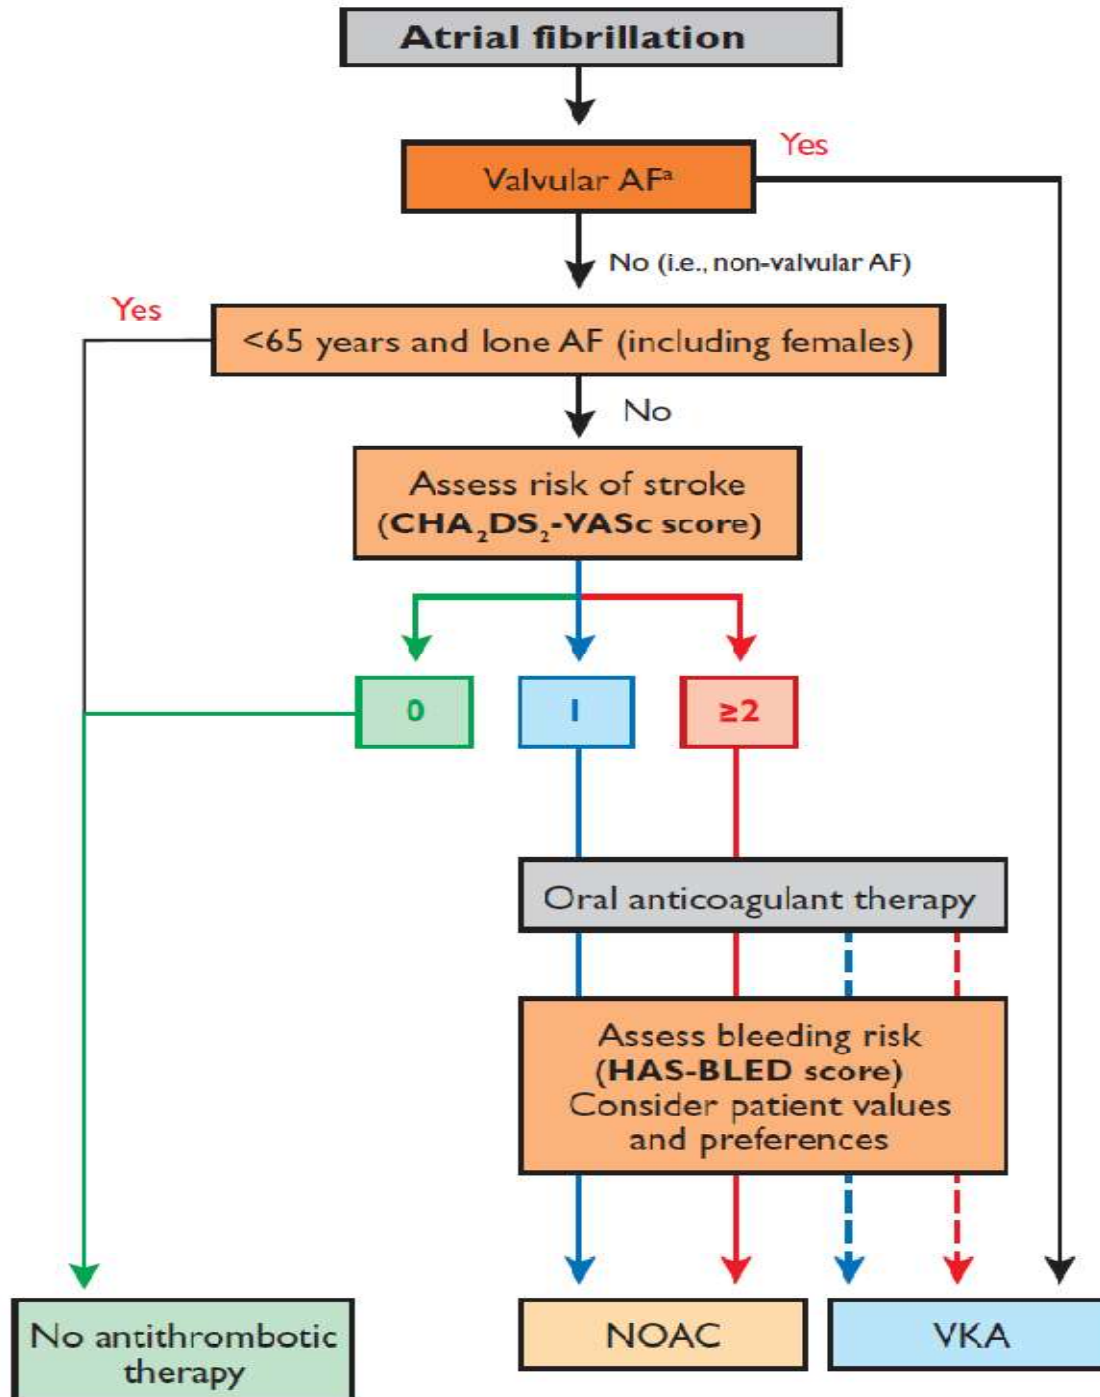 Atrial fibrillation
Yes
Valvular AFᵃ
No (i.e., non-valvular AF)
Yes
<65 years and lone AF (including females)
No
Assess risk of stroke
(CHA₂DS₂-YASc score)
0
1
≥2
Oral anticoagulant therapy
Assess bleeding risk
(HAS-BLED score)
Consider patient values
and preferences
No antithrombotic
therapy
NOAC
VKA